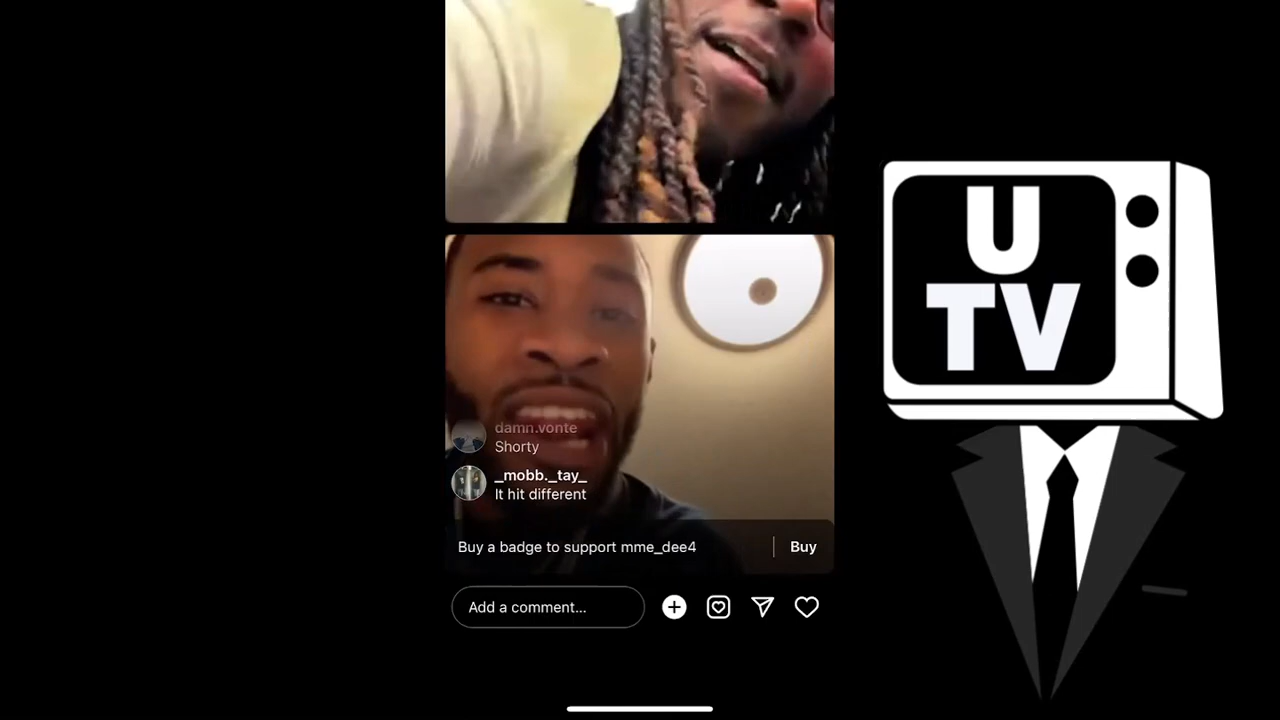 U
TV
damn.vonte
Shorty
_mobb._tay_
It hit different
Buy a badge to support mme_dee4
Buy
Add a comment...